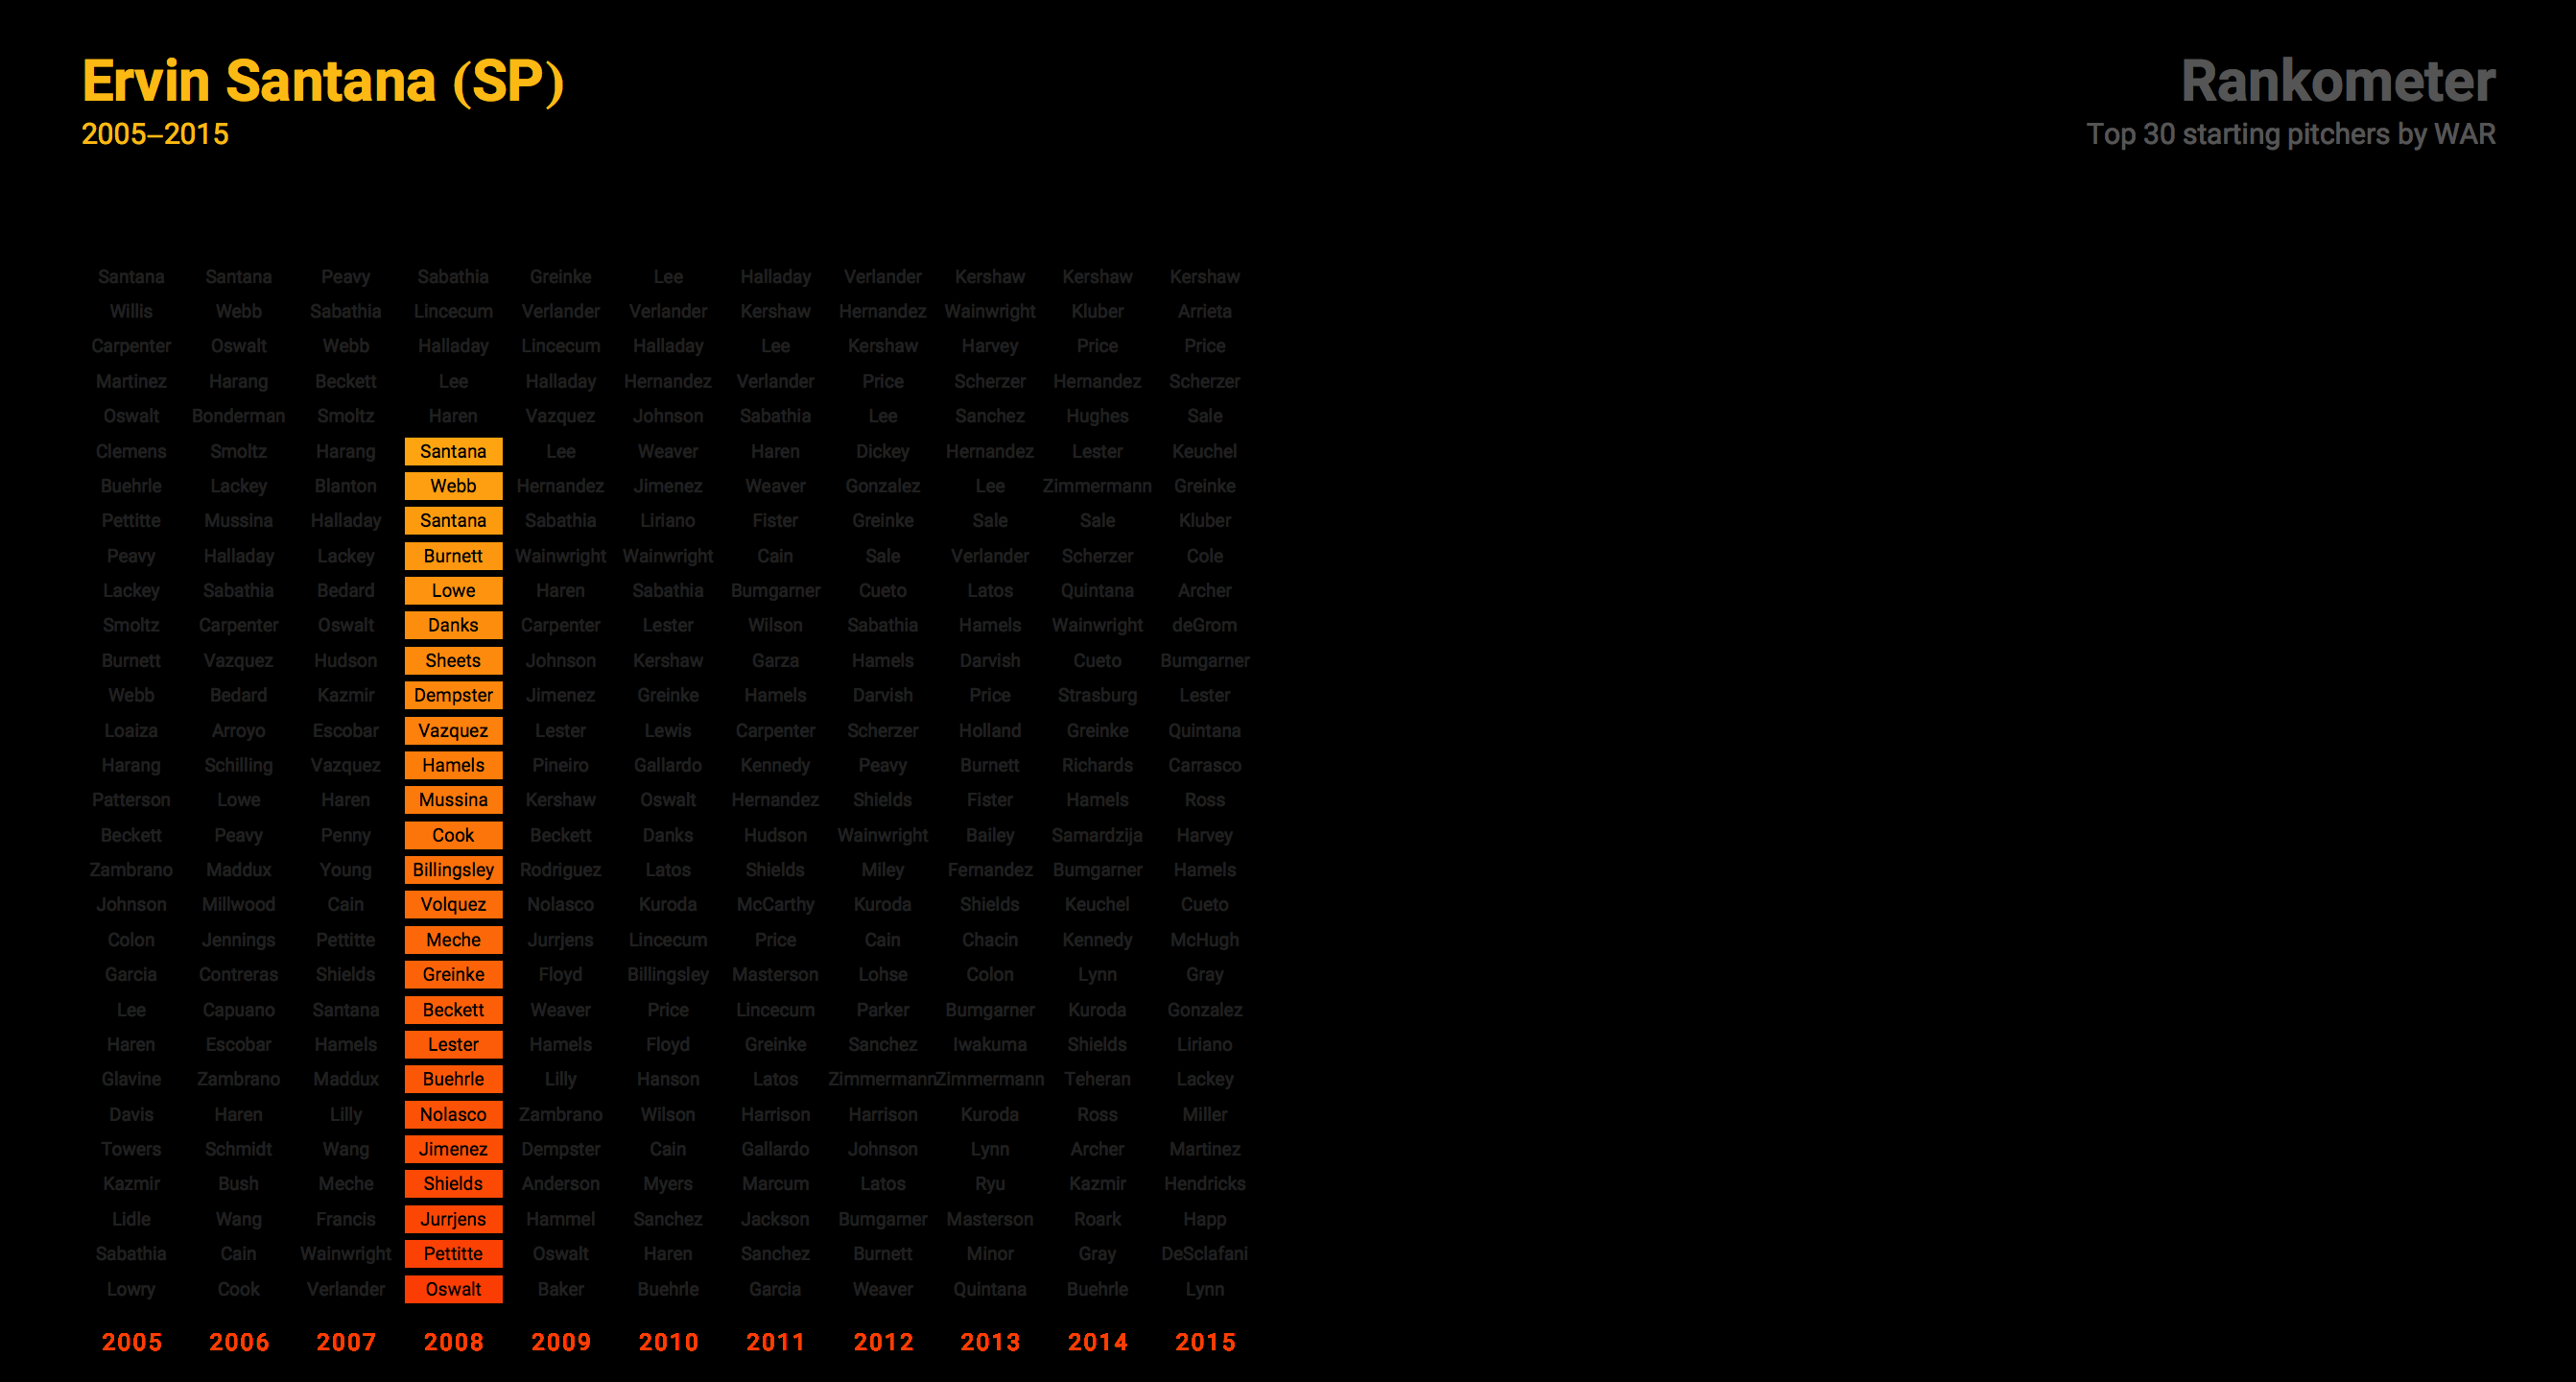 Ervin Santana (SP)
2005–2015
Rankometer
Top 30 starting pitchers by WAR
Santana Santana Peavy Sabathia Greinke Lee Halladay Verlander Kershaw Kershaw Kershaw
Willis Webb Sabathia Lincecum Verlander Verlander Kershaw Hernandez Wainwright Kluber Arrieta
Carpenter Oswalt Webb Halladay Lincecum Halladay Lee Kershaw Harvey Price Price
Martinez Harang Beckett Lee Halladay Hernandez Verlander Price Scherzer Hernandez Scherzer
Oswalt Bonderman Smoltz Haren Vazquez Johnson Sabathia Lee Sanchez Hughes Sale
Clemens Smoltz Harang Santana Lee Weaver Haren Dickey Hernandez Lester Keuchel
Buehrle Lackey Blanton Webb Hernandez Jimenez Weaver Gonzalez Lee Zimmermann Greinke
Pettitte Mussina Halladay Santana Sabathia Liriano Fister Greinke Sale Sale Kluber
Peavy Halladay Lackey Burnett Wainwright Wainwright Cain Sale Verlander Scherzer Cole
Lackey Sabathia Bedard Lowe Haren Sabathia Bumgarner Cueto Latos Quintana Archer
Smoltz Carpenter Oswalt Danks Carpenter Lester Wilson Sabathia Hamels Wainwright deGrom
Burnett Vazquez Hudson Sheets Johnson Kershaw Garza Hamels Darvish Cueto Bumgarner
Webb Bedard Kazmir Dempster Jimenez Greinke Hamels Darvish Price Strasburg Lester
Loaiza Arroyo Escobar Vazquez Lester Lewis Carpenter Scherzer Holland Greinke Quintana
Harang Schilling Vazquez Hamels Pineiro Gallardo Kennedy Peavy Burnett Richards Carrasco
Patterson Lowe Haren Mussina Kershaw Oswalt Hernandez Shields Fister Hamels Ross
Beckett Peavy Penny Cook Beckett Danks Hudson Wainwright Bailey Samardzija Harvey
Zambrano Maddux Young Billingsley Rodriguez Latos Shields Miley Fernandez Bumgarner Hamels
Johnson Millwood Cain Volquez Nolasco Kuroda McCarthy Kuroda Shields Keuchel Cueto
Colon Jennings Pettitte Meche Jurrjens Lincecum Price Cain Chacin Kennedy McHugh
Garcia Contreras Shields Greinke Floyd Billingsley Masterson Lohse Colon Lynn Gray
Lee Capuano Santana Beckett Weaver Price Lincecum Parker Bumgarner Kuroda Gonzalez
Haren Escobar Hamels Lester Hamels Floyd Greinke Sanchez Iwakuma Shields Liriano
Glavine Zambrano Maddux Buehrle Lilly Hanson Latos Zimmermann Zimmermann Teheran Lackey
Davis Haren Lilly Nolasco Zambrano Wilson Harrison Harrison Kuroda Ross Miller
Towers Schmidt Wang Jimenez Dempster Cain Gallardo Johnson Lynn Archer Martinez
Kazmir Bush Meche Shields Anderson Myers Marcum Latos Ryu Kazmir Hendricks
Lidle Wang Francis Jurrjens Hammel Sanchez Jackson Bumgarner Masterson Roark Happ
Sabathia Cain Wainwright Pettitte Oswalt Haren Sanchez Burnett Minor Gray DeSclafani
Lowry Cook Verlander Oswalt Baker Buehrle Garcia Weaver Quintana Buehrle Lynn
2005 2006 2007 2008 2009 2010 2011 2012 2013 2014 2015